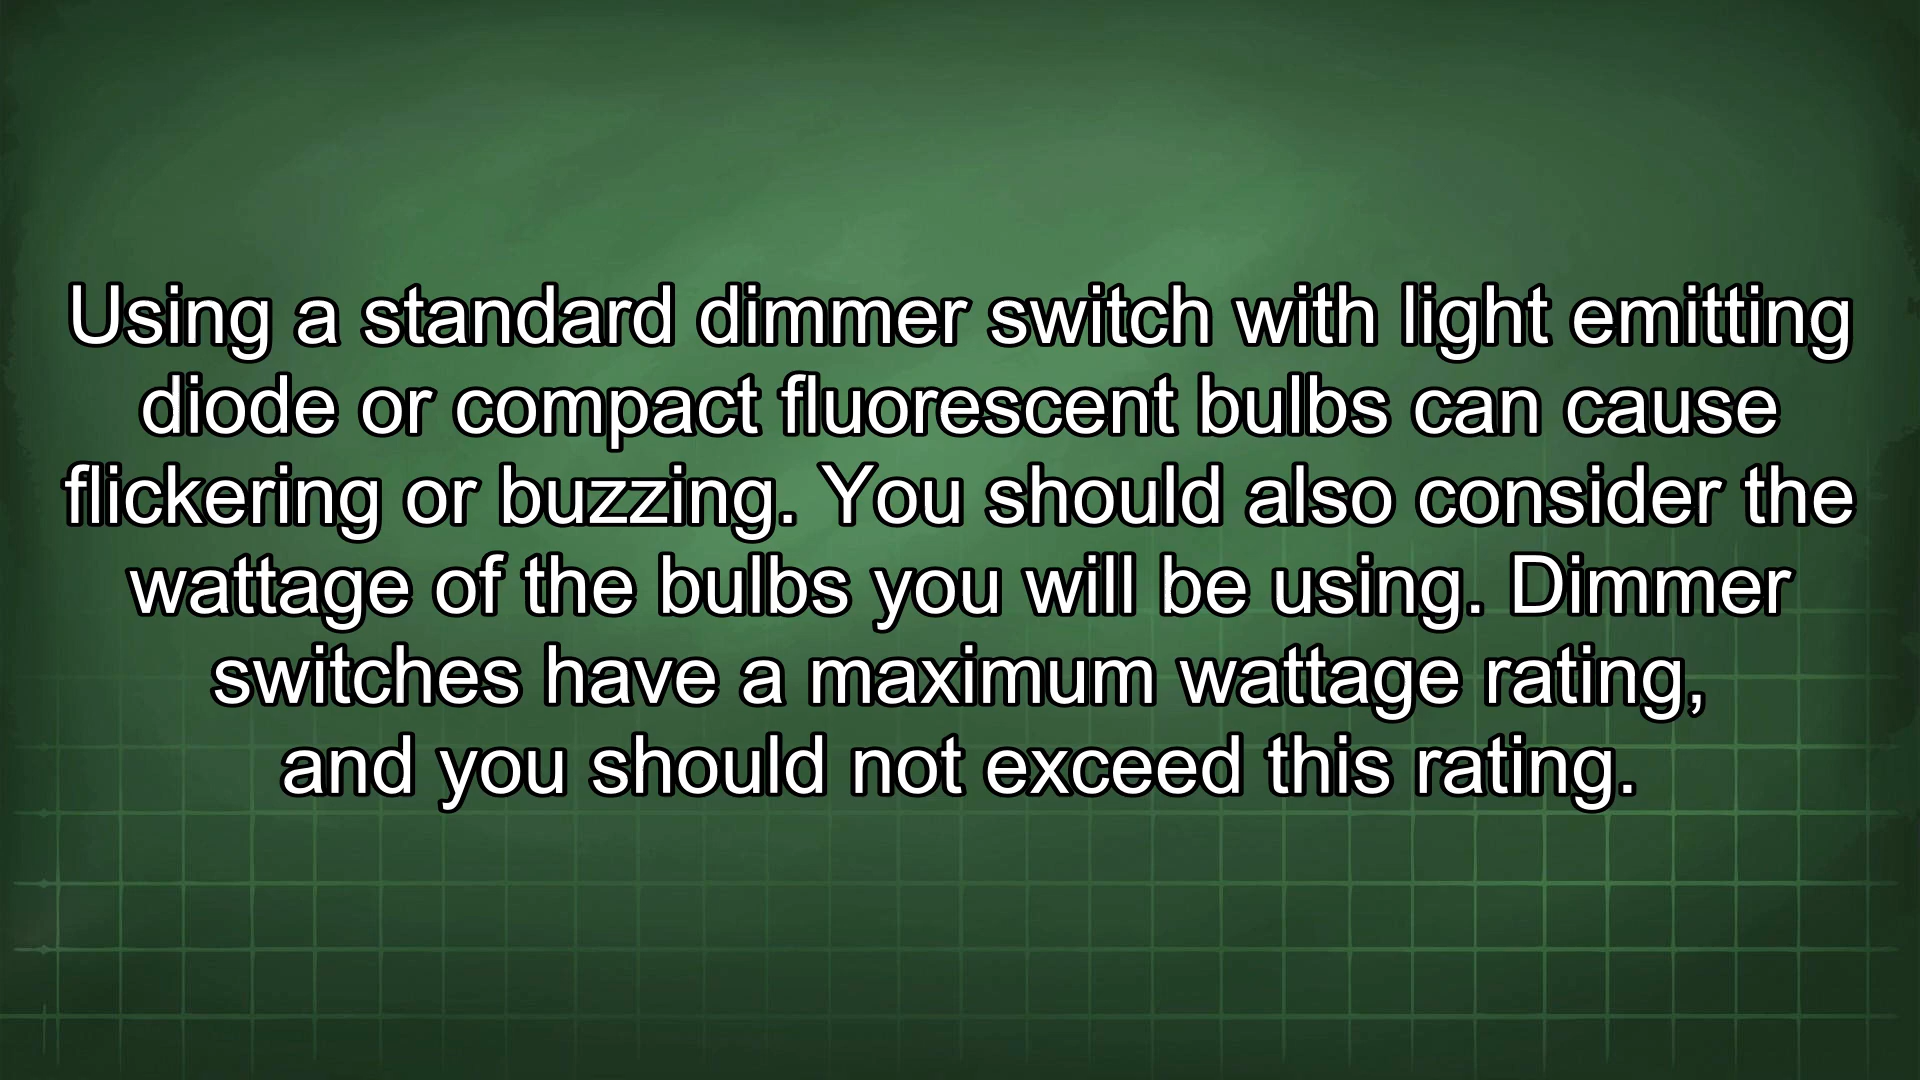 Using a standard dimmer switch with light emitting
diode or compact fluorescent bulbs can cause
flickering or buzzing. You should also consider the
wattage of the bulbs you will be using. Dimmer
switches have a maximum wattage rating,
and you should not exceed this rating.